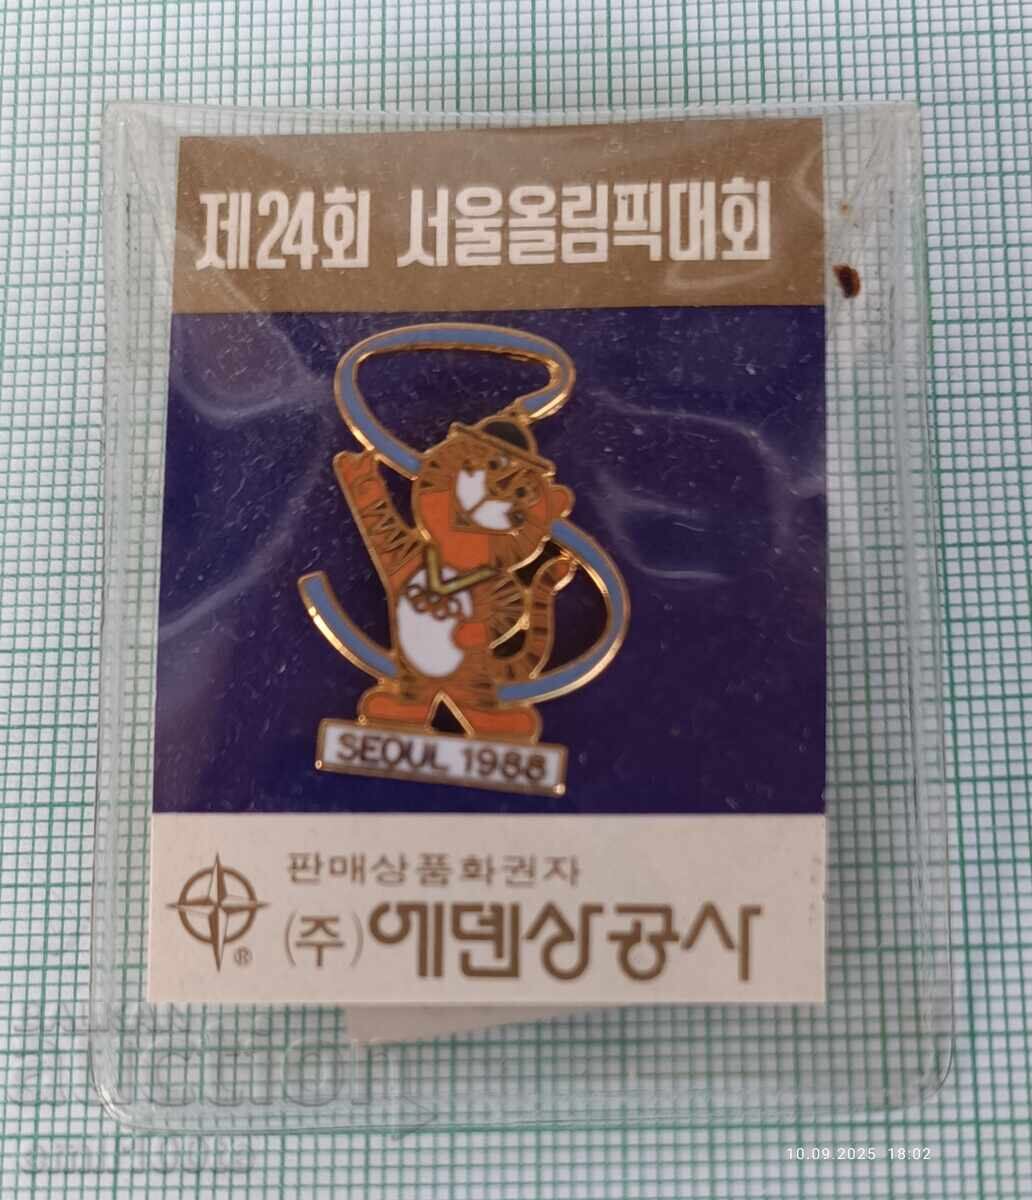 제24회 서울올림픽대회
SEOUL 1988
판매상품화권자
®
(주)에덴상공사
10.09.2025 18:02